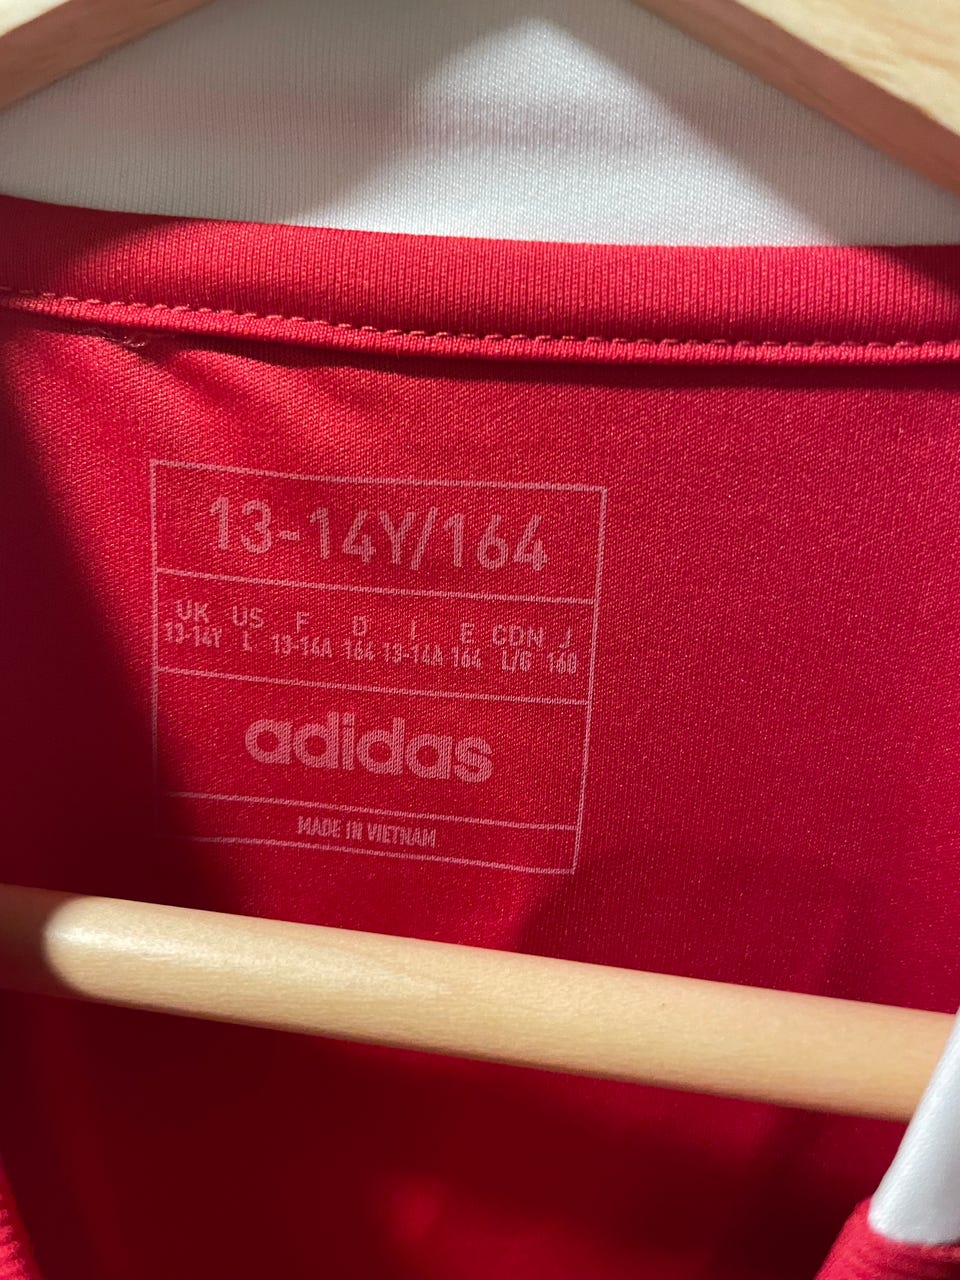 13-14Y/164
UK US F D I E CDN J
13-14Y L 13-14A 164 13-14A 164 L/G 160
adidas
MADE IN VIETNAM